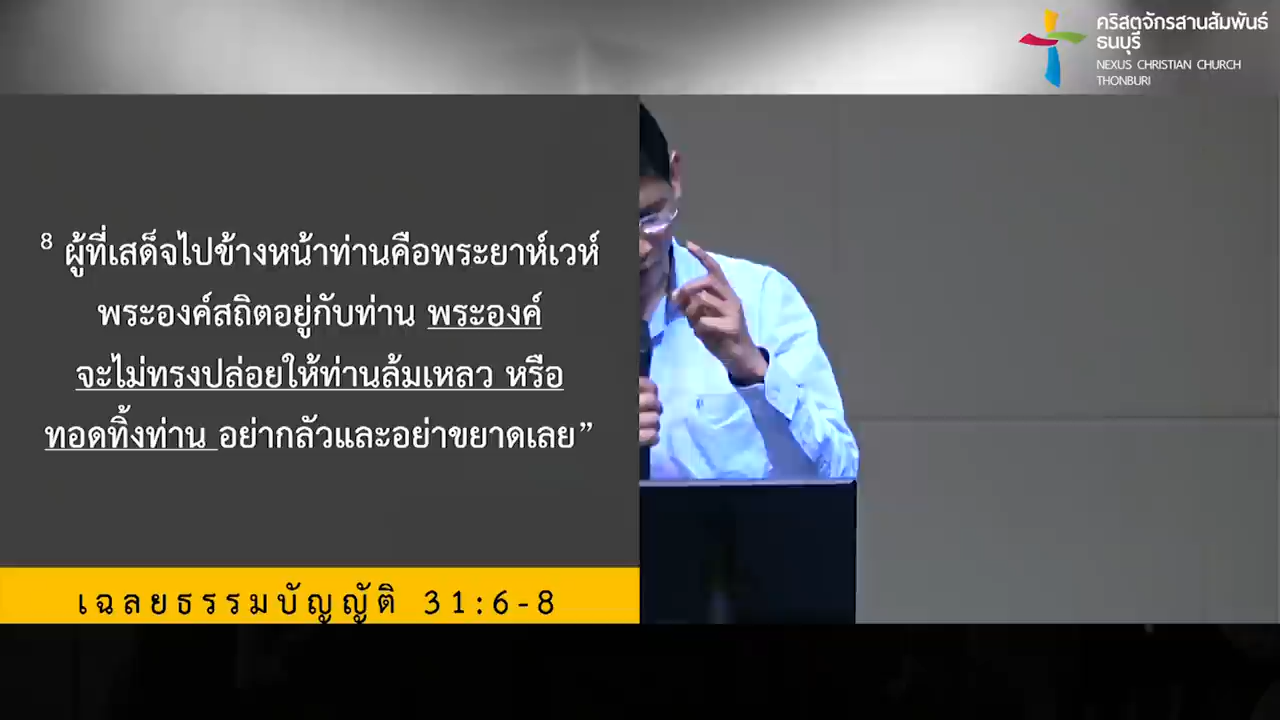 คริสตจักรสานสัมพันธ์
ธนบุรี
NEXUS CHRISTIAN CHURCH
THONBURI
8 ผู้ที่เสด็จไปข้างหน้าท่านคือพระยาห์เวห์
พระองค์สถิตอยู่กับท่าน พระองค์
จะไม่ทรงปล่อยให้ท่านล้มเหลว หรือ
ทอดทิ้งท่าน อย่ากลัวและอย่าขยาดเลย”
เฉลยธรรมบัญญัติ 31:6-8